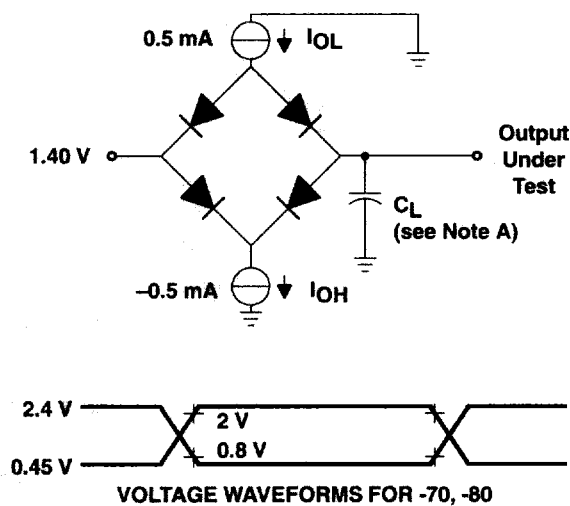 0.5 mA
IOL
1.40 V
Output
Under
Test
CL
(see Note A)
–0.5 mA
IOH
2.4 V
2 V
0.8 V
0.45 V
VOLTAGE WAVEFORMS FOR -70, -80